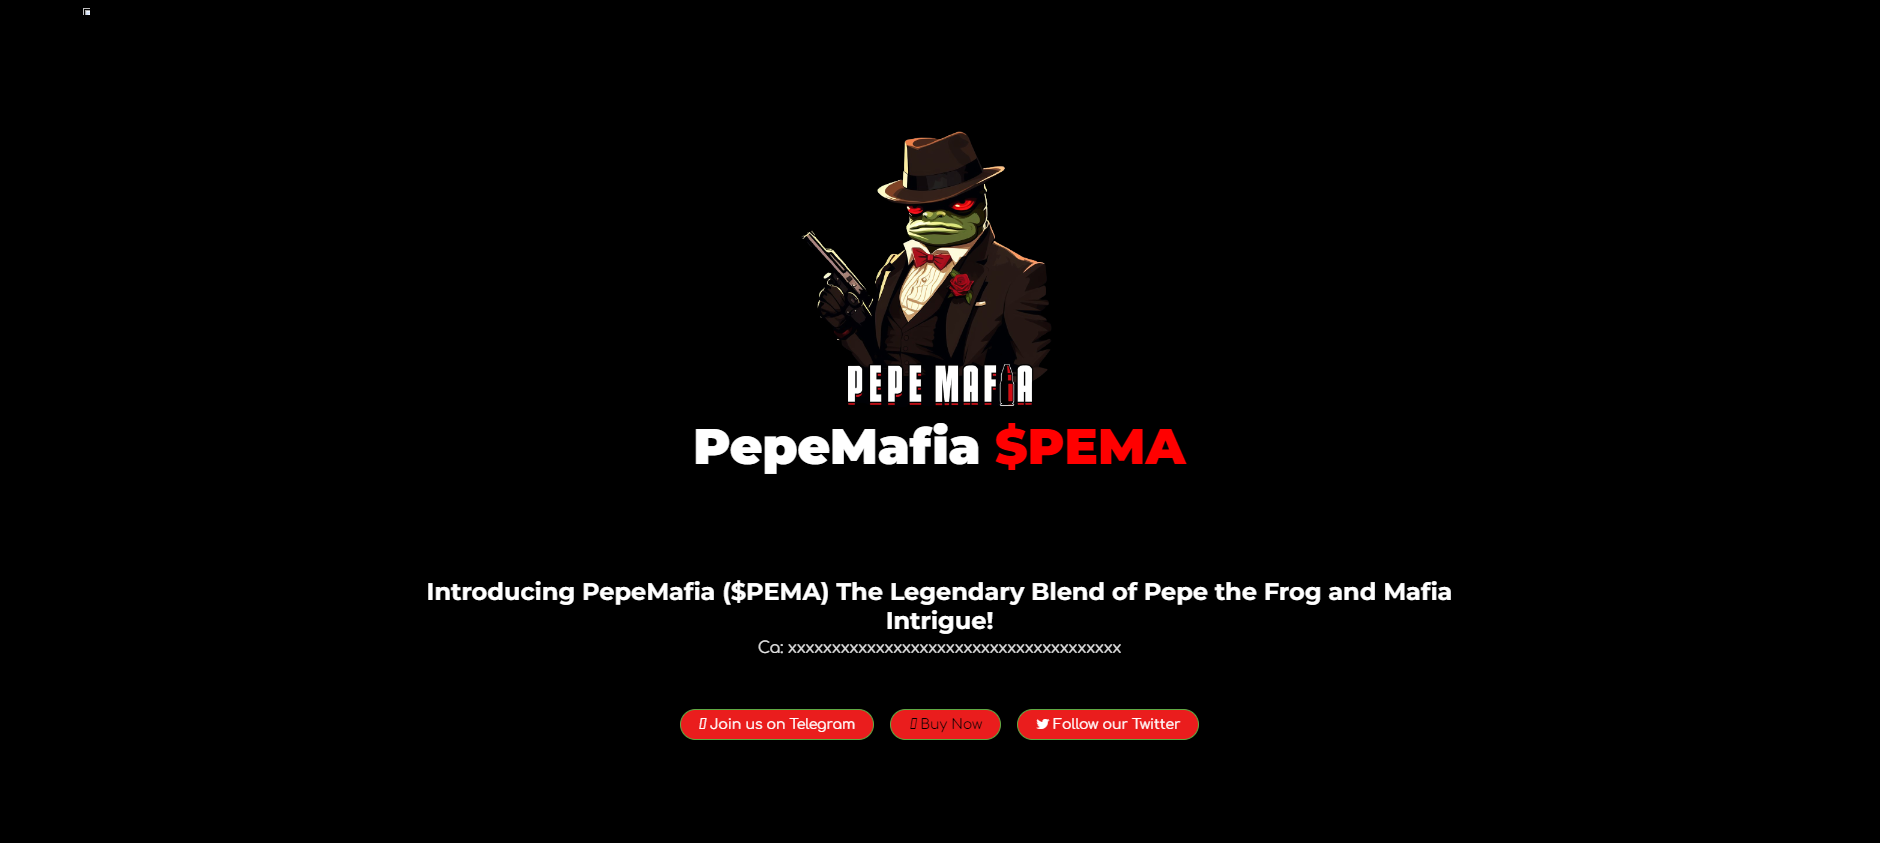 PEPE MAFIA
PepeMafia $PEMA
Introducing PepeMafia ($PEMA) The Legendary Blend of Pepe the Frog and Mafia
Intrigue!
Ca: xxxxxxxxxxxxxxxxxxxxxxxxxxxxxxxxxxxxxx
Join us on Telegram
Buy Now
Follow our Twitter